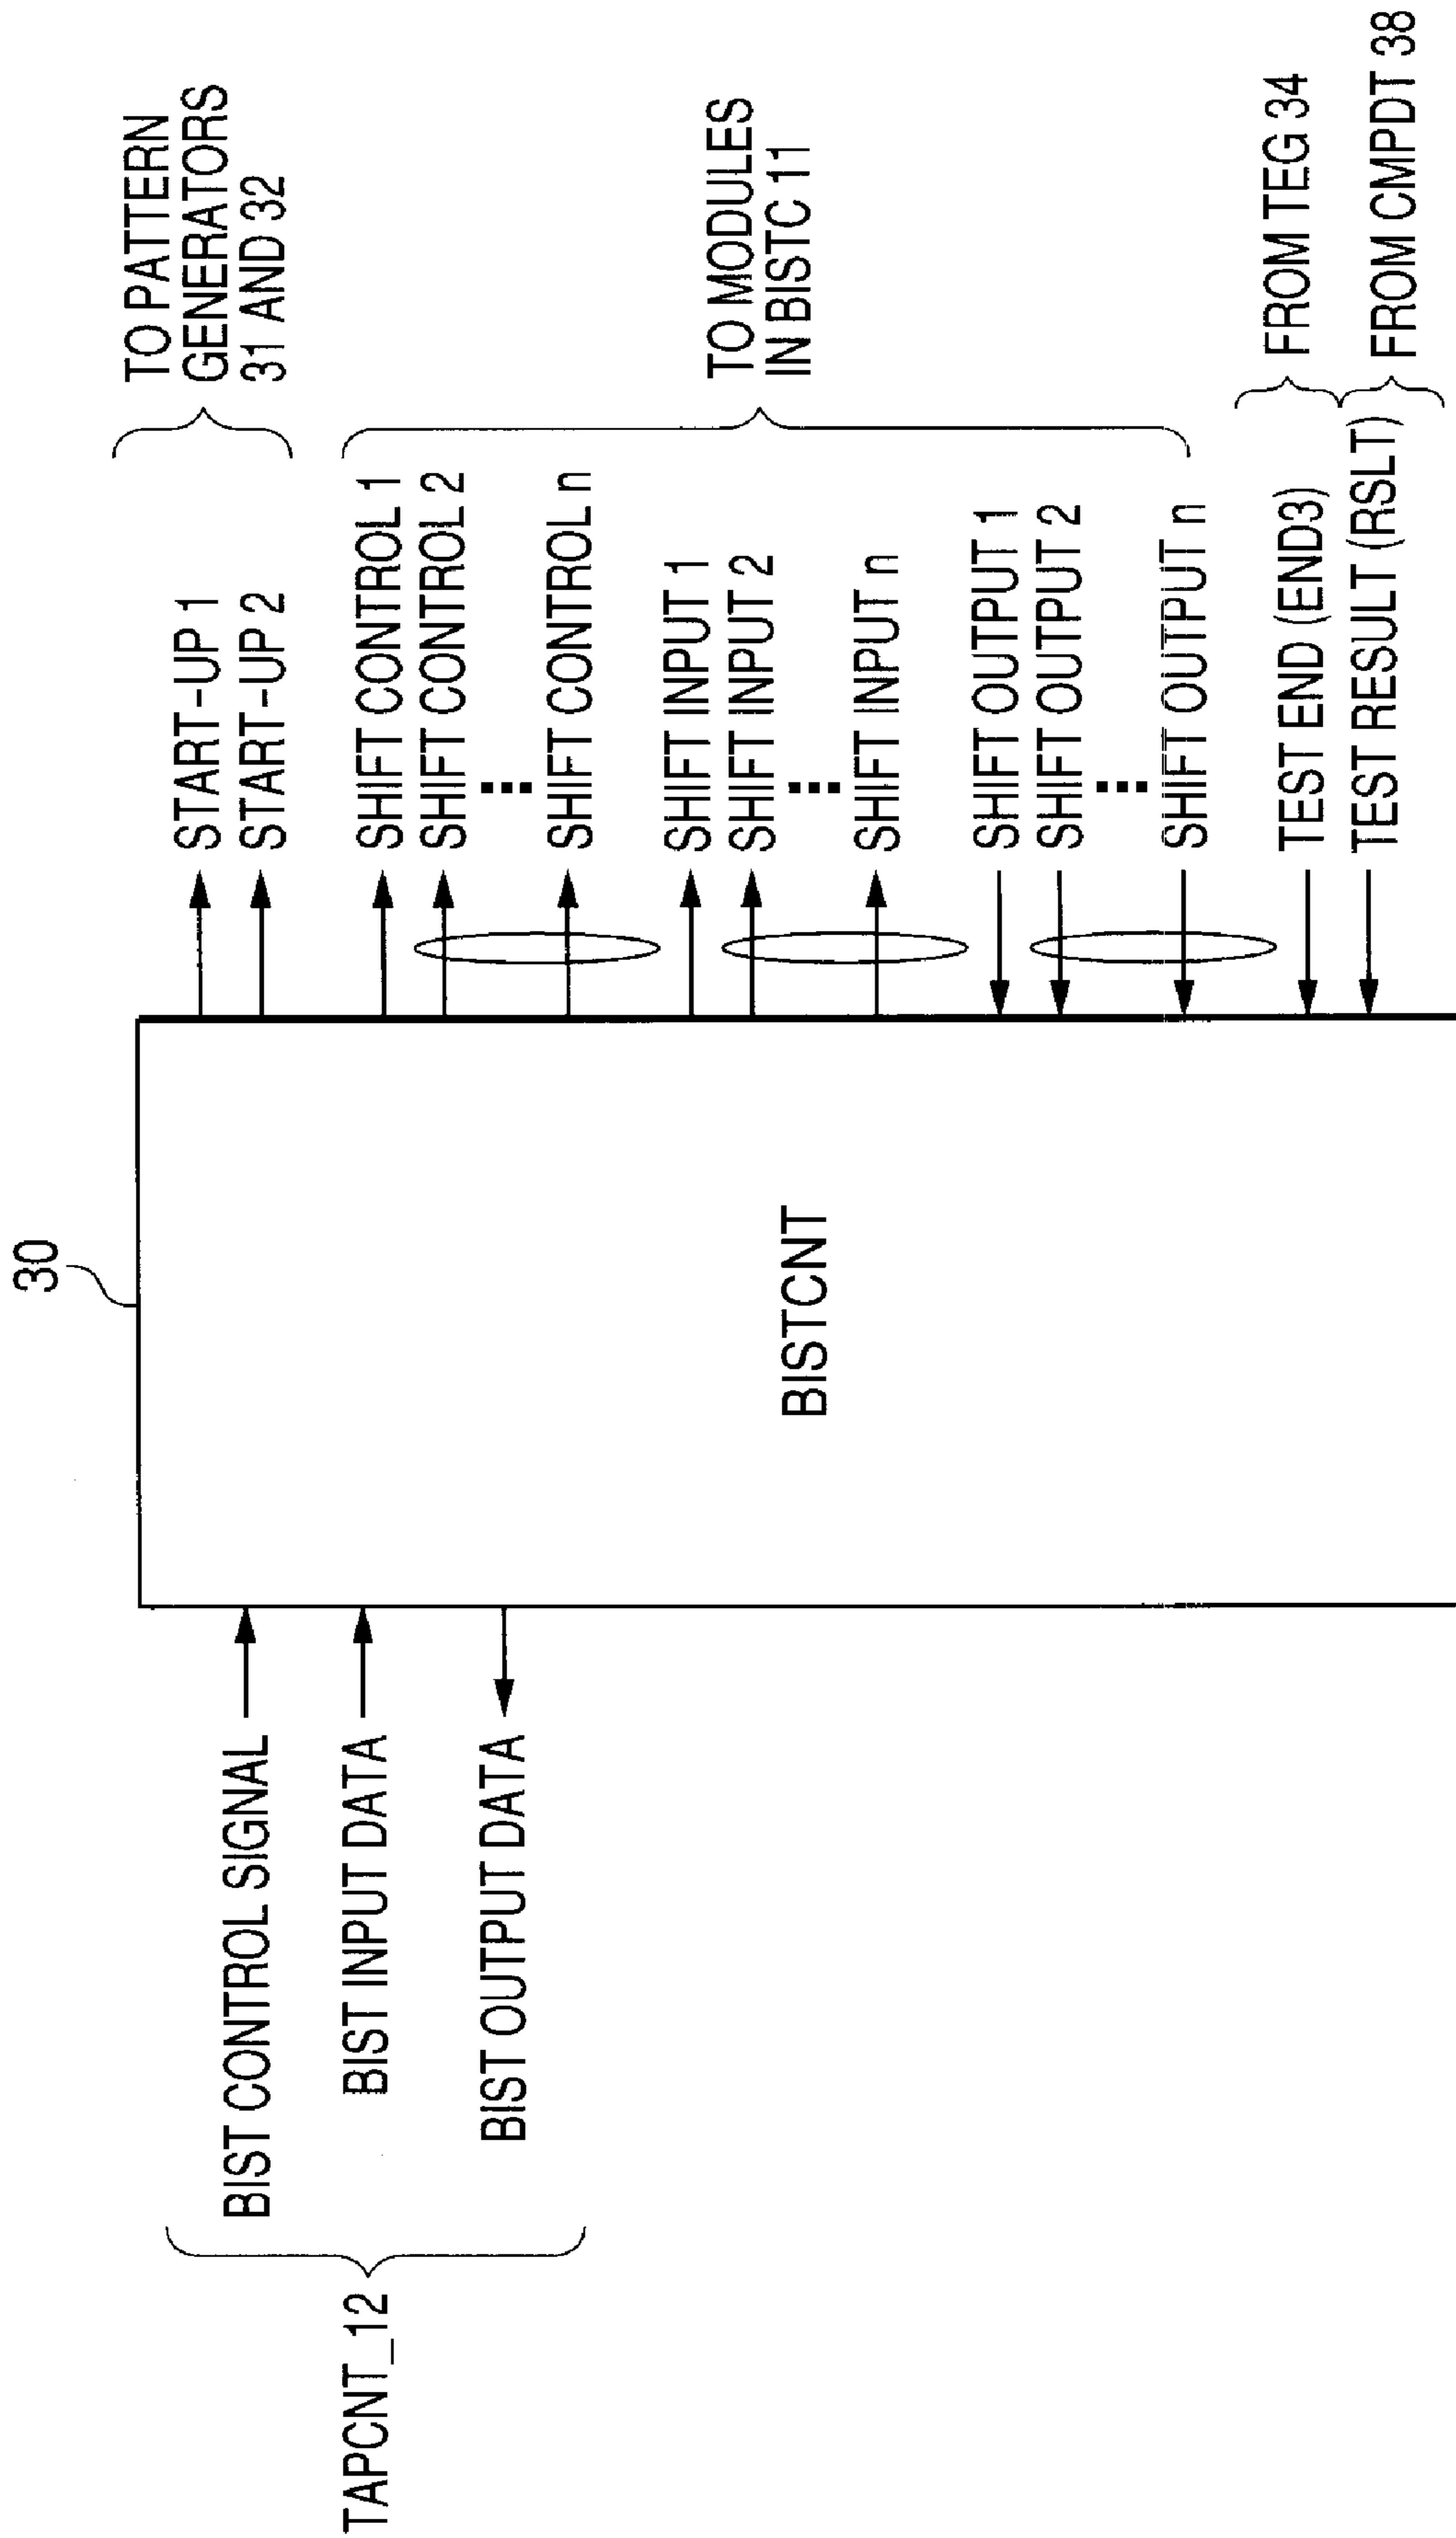 30
TAPCNT_12
BIST CONTROL SIGNAL
BIST INPUT DATA
BIST OUTPUT DATA
BISTCNT
START-UP 1
START-UP 2
TO PATTERN
GENERATORS
31 AND 32
SHIFT CONTROL 1
SHIFT CONTROL 2
SHIFT CONTROL n
SHIFT INPUT 1
SHIFT INPUT 2
SHIFT INPUT n
SHIFT OUTPUT 1
SHIFT OUTPUT 2
SHIFT OUTPUT n
TO MODULES
IN BISTC 11
TEST END (END3)
FROM TEG 34
TEST RESULT (RSLT)
FROM CMPDT 38